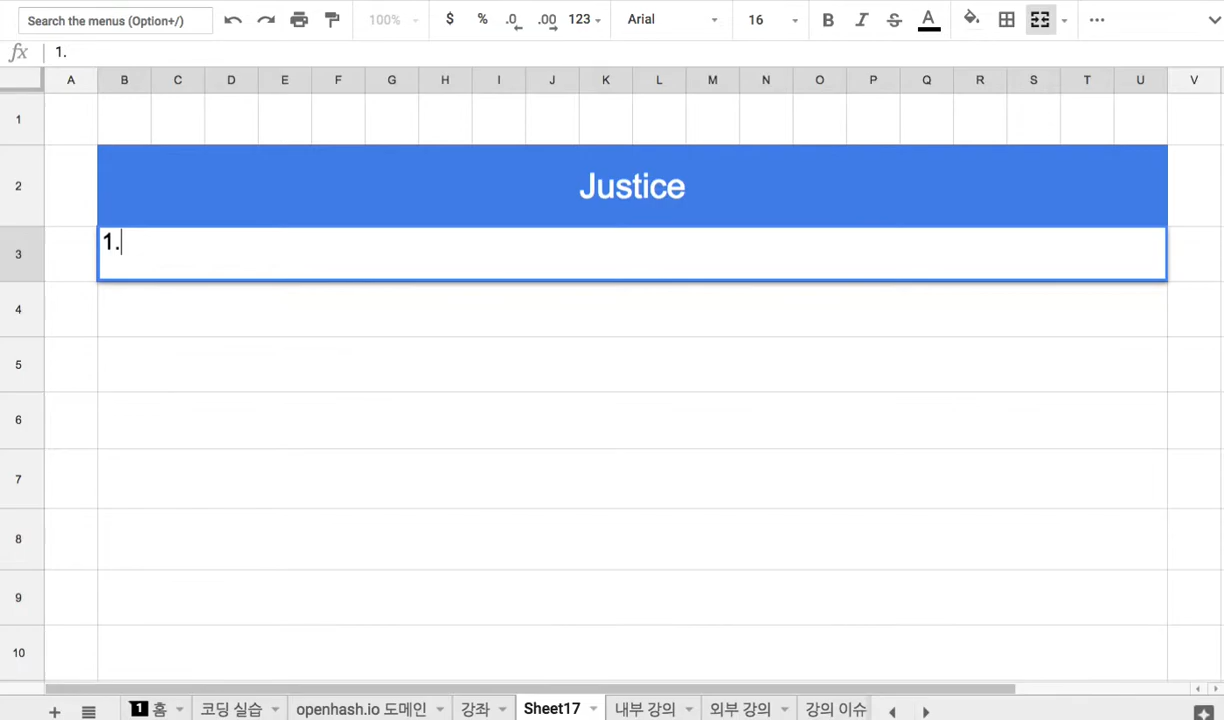 Search the menus (Option+/)
100%
$ % .0 .00 123
Arial
16
B I S A
fx 1.
A B C D E F G H I J K L M N O P Q R S T U V
1
2 Justice
3 1.
4
5
6
7
8
9
10
+ 1 홈 코딩 실습 openhash.io 도메인 강좌 Sheet17 내부 강의 외부 강의 강의 이슈